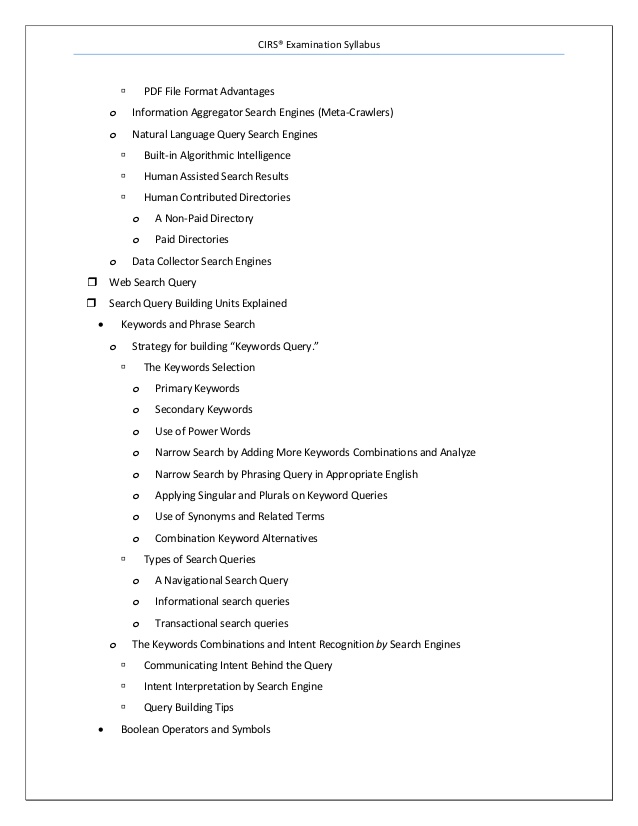 CIRS® Examination Syllabus
▫ PDF File Format Advantages
o Information Aggregator Search Engines (Meta-Crawlers)
o Natural Language Query Search Engines
▫ Built-in Algorithmic Intelligence
▫ Human Assisted Search Results
▫ Human Contributed Directories
o A Non-Paid Directory
o Paid Directories
o Data Collector Search Engines
❒ Web Search Query
❒ Search Query Building Units Explained
• Keywords and Phrase Search
o Strategy for building “Keywords Query.”
▫ The Keywords Selection
o Primary Keywords
o Secondary Keywords
o Use of Power Words
o Narrow Search by Adding More Keywords Combinations and Analyze
o Narrow Search by Phrasing Query in Appropriate English
o Applying Singular and Plurals on Keyword Queries
o Use of Synonyms and Related Terms
o Combination Keyword Alternatives
▫ Types of Search Queries
o A Navigational Search Query
o Informational search queries
o Transactional search queries
o The Keywords Combinations and Intent Recognition by Search Engines
▫ Communicating Intent Behind the Query
▫ Intent Interpretation by Search Engine
▫ Query Building Tips
• Boolean Operators and Symbols